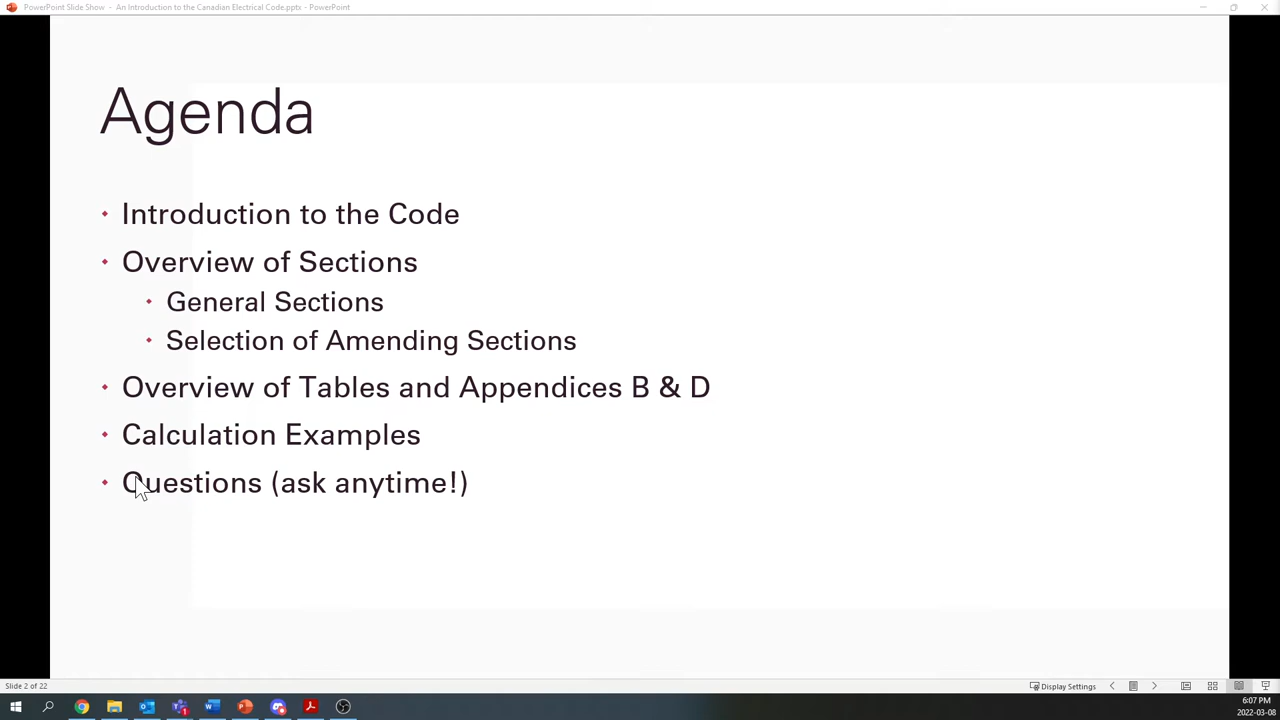 PowerPoint Slide Show - An Introduction to the Canadian Electrical Code.pptx - PowerPoint
Agenda
Introduction to the Code
Overview of Sections
General Sections
Selection of Amending Sections
Overview of Tables and Appendices B & D
Calculation Examples
Questions (ask anytime!)
Slide 2 of 22
Display Settings
6:07 PM
2022-03-08